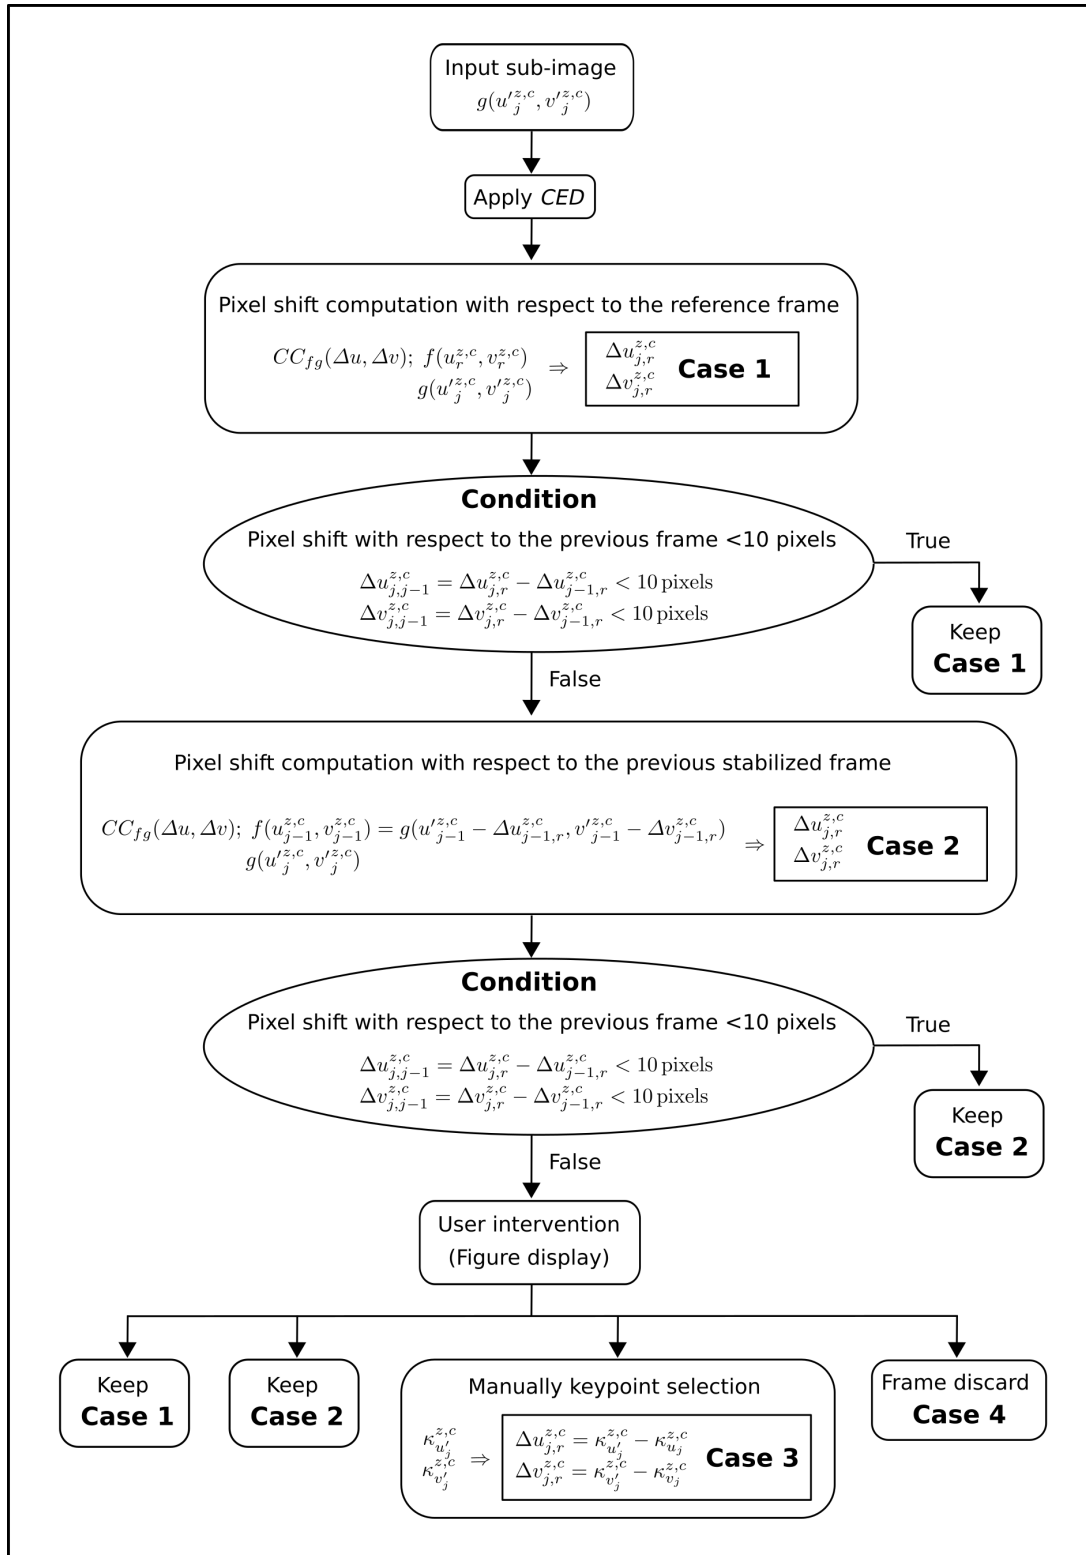 Input sub-image
g(u'_j^{z,c}, v'_j^{z,c})
Apply CED
Pixel shift computation with respect to the reference frame
CC_{fg}(Δu, Δv); f(u_r^{z,c}, v_r^{z,c})
g(u'_j^{z,c}, v'_j^{z,c})
⇒
Δu_{j,r}^{z,c}
Δv_{j,r}^{z,c}
Case 1
Condition
Pixel shift with respect to the previous frame <10 pixels
Δu_{j,j−1}^{z,c} = Δu_{j,r}^{z,c} − Δu_{j−1,r}^{z,c} < 10 pixels
Δv_{j,j−1}^{z,c} = Δv_{j,r}^{z,c} − Δv_{j−1,r}^{z,c} < 10 pixels
True
Keep
Case 1
False
Pixel shift computation with respect to the previous stabilized frame
CC_{fg}(Δu, Δv); f(u_{j−1}^{z,c}, v_{j−1}^{z,c}) = g(u'_{j−1}^{z,c} − Δu_{j−1,r}^{z,c}, v'_{j−1}^{z,c} − Δv_{j−1,r}^{z,c})
g(u'_j^{z,c}, v'_j^{z,c})
⇒
Δu_{j,r}^{z,c}
Δv_{j,r}^{z,c}
Case 2
Condition
Pixel shift with respect to the previous frame <10 pixels
Δu_{j,j−1}^{z,c} = Δu_{j,r}^{z,c} − Δu_{j−1,r}^{z,c} < 10 pixels
Δv_{j,j−1}^{z,c} = Δv_{j,r}^{z,c} − Δv_{j−1,r}^{z,c} < 10 pixels
True
Keep
Case 2
False
User intervention
(Figure display)
Keep
Case 1
Keep
Case 2
Manually keypoint selection
κ_{u'_j}^{z,c}
κ_{v'_j}^{z,c}
⇒
Δu_{j,r}^{z,c} = κ_{u'_j}^{z,c} − κ_{u_j}^{z,c}
Δv_{j,r}^{z,c} = κ_{v'_j}^{z,c} − κ_{v_j}^{z,c}
Case 3
Frame discard
Case 4